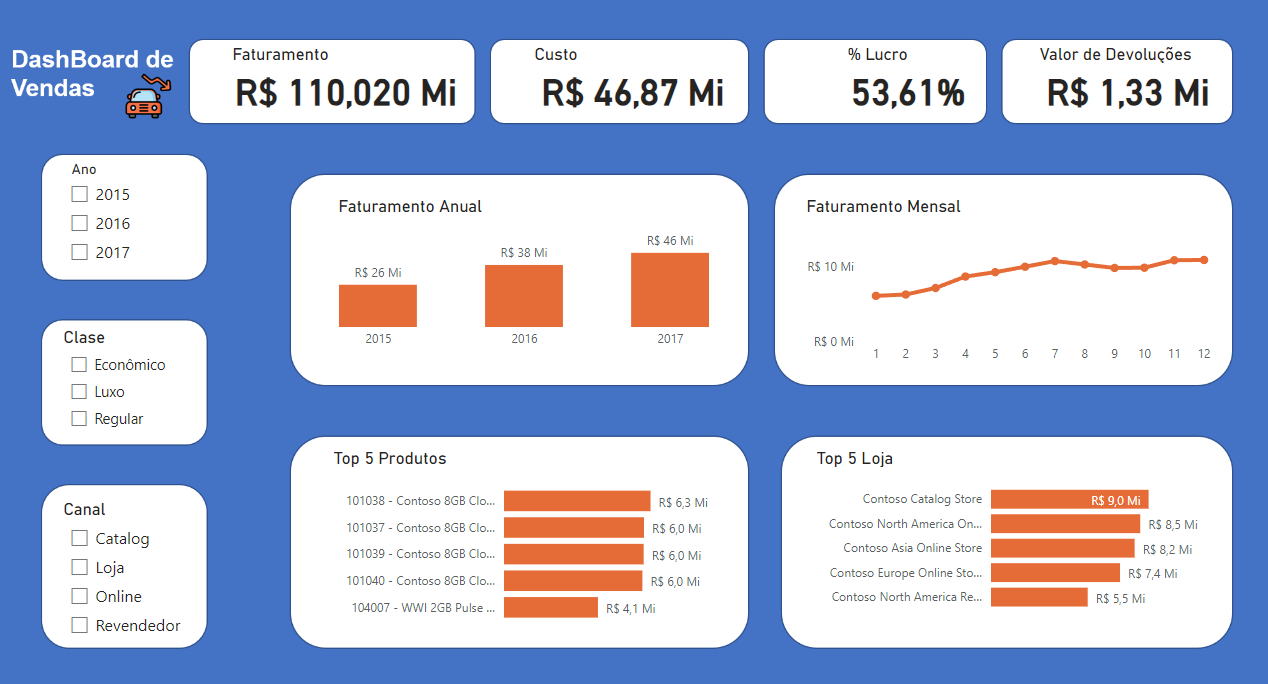 DashBoard de
Vendas
Faturamento
R$ 110,020 Mi
Custo
R$ 46,87 Mi
% Lucro
53,61%
Valor de Devoluções
R$ 1,33 Mi
Ano
2015
2016
2017
Clase
Econômico
Luxo
Regular
Canal
Catalog
Loja
Online
Revendedor
Faturamento Anual
R$ 26 Mi
R$ 38 Mi
R$ 46 Mi
2015 2016 2017
Faturamento Mensal
R$ 10 Mi
R$ 0 Mi
1 2 3 4 5 6 7 8 9 10 11 12
Top 5 Produtos
101038 - Contoso 8GB Clo... R$ 6,3 Mi
101037 - Contoso 8GB Clo... R$ 6,0 Mi
101039 - Contoso 8GB Clo... R$ 6,0 Mi
101040 - Contoso 8GB Clo... R$ 6,0 Mi
104007 - WWI 2GB Pulse ... R$ 4,1 Mi
Top 5 Loja
Contoso Catalog Store R$ 9,0 Mi
Contoso North America On... R$ 8,5 Mi
Contoso Asia Online Store R$ 8,2 Mi
Contoso Europe Online Sto... R$ 7,4 Mi
Contoso North America Re... R$ 5,5 Mi